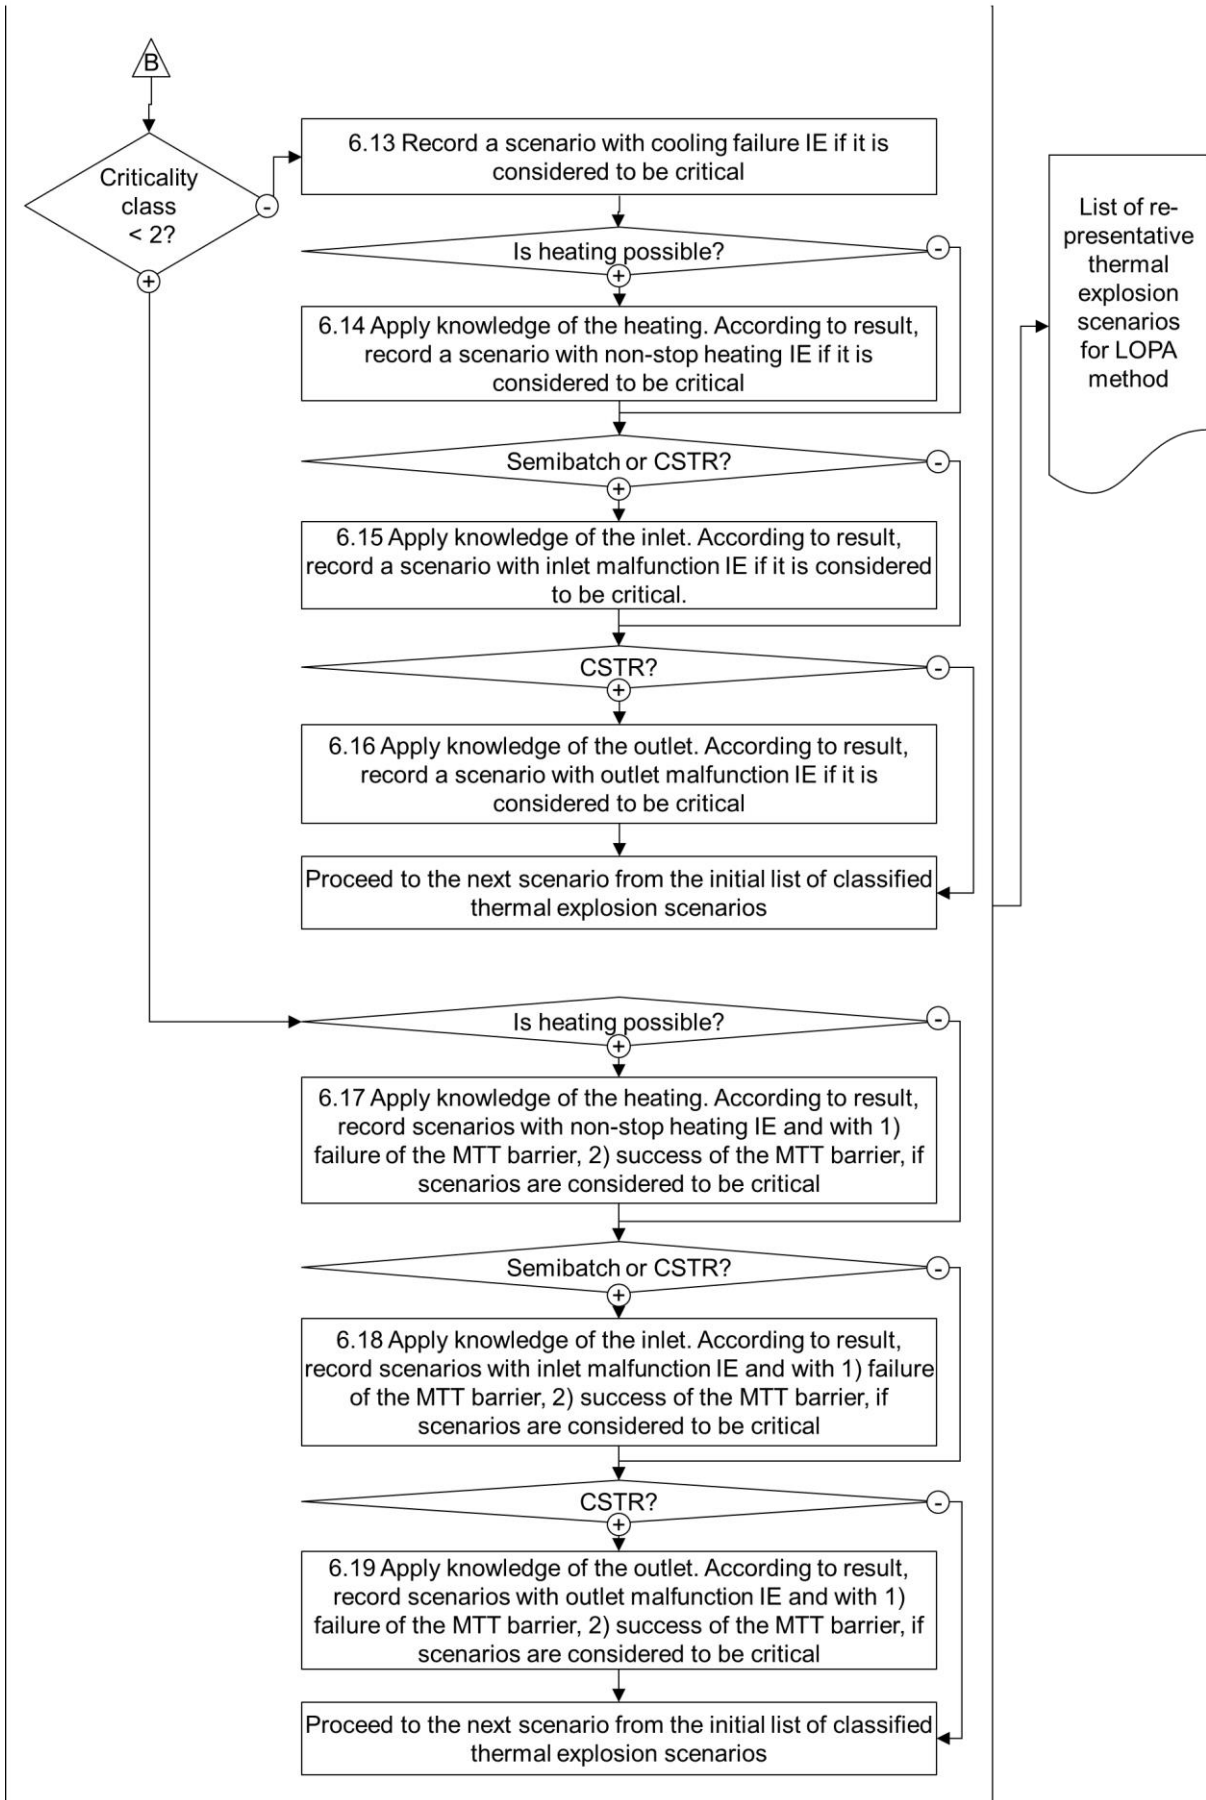 B
Criticality
class
< 2?
-
+
6.13 Record a scenario with cooling failure IE if it is
considered to be critical
Is heating possible?
-
+
6.14 Apply knowledge of the heating. According to result,
record a scenario with non-stop heating IE if it is
considered to be critical
Semibatch or CSTR?
-
+
6.15 Apply knowledge of the inlet. According to result,
record a scenario with inlet malfunction IE if it is considered
to be critical.
CSTR?
-
+
6.16 Apply knowledge of the outlet. According to result,
record a scenario with outlet malfunction IE if it is
considered to be critical
Proceed to the next scenario from the initial list of classified
thermal explosion scenarios
Is heating possible?
-
+
6.17 Apply knowledge of the heating. According to result,
record scenarios with non-stop heating IE and with 1)
failure of the MTT barrier, 2) success of the MTT barrier, if
scenarios are considered to be critical
Semibatch or CSTR?
-
+
6.18 Apply knowledge of the inlet. According to result,
record scenarios with inlet malfunction IE and with 1) failure
of the MTT barrier, 2) success of the MTT barrier, if
scenarios are considered to be critical
CSTR?
-
+
6.19 Apply knowledge of the outlet. According to result,
record scenarios with outlet malfunction IE and with 1)
failure of the MTT barrier, 2) success of the MTT barrier, if
scenarios are considered to be critical
Proceed to the next scenario from the initial list of classified
thermal explosion scenarios
List of re-
presentative
thermal
explosion
scenarios
for LOPA
method